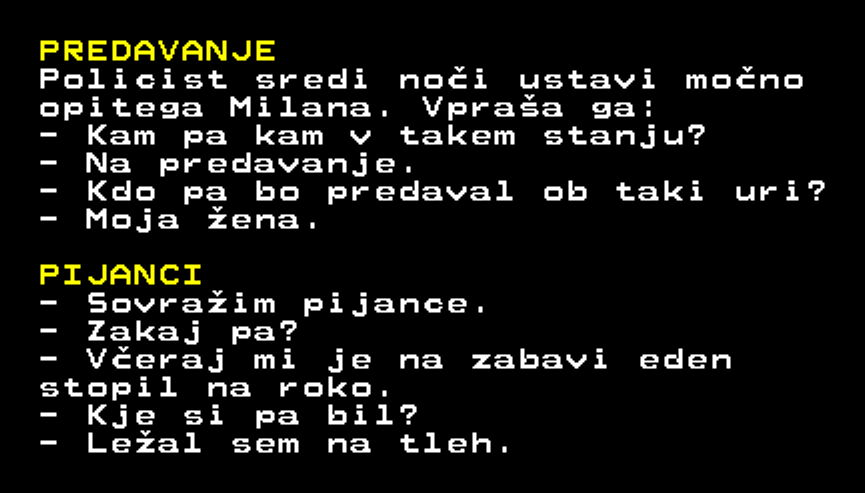 PREDAVANJE
Policist sredi noči ustavi močno
opitega Milana. Vpraša ga:
- Kam pa kam v takem stanju?
- Na predavanje.
- Kdo pa bo predaval ob taki uri?
- Moja žena.
PIJANCI
- Sovražim pijance.
- Zakaj pa?
- Včeraj mi je na zabavi eden
stopil na roko.
- Kje si pa bil?
- Ležal sem na tleh.